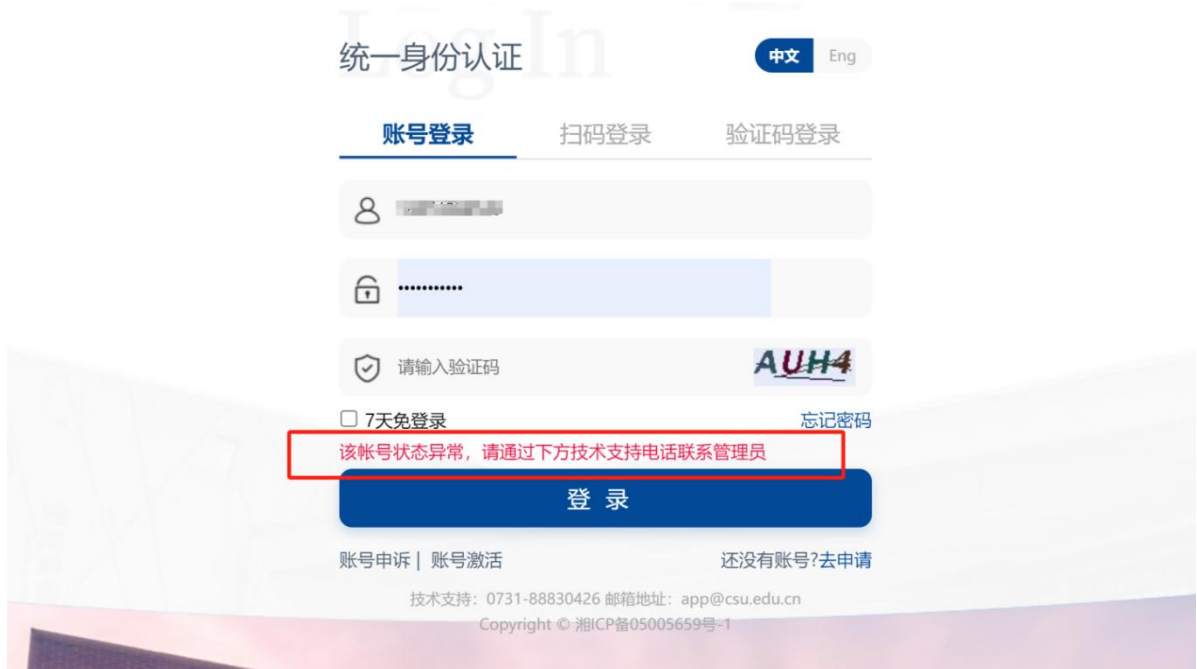 Log In
统一身份认证
中文 Eng
账号登录 扫码登录 验证码登录
•••••••••••
请输入验证码 AUH4
7天免登录 忘记密码
该帐号状态异常，请通过下方技术支持电话联系管理员
登 录
账号申诉 | 账号激活 还没有账号?去申请
技术支持：0731-88830426 邮箱地址：app@csu.edu.cn
Copyright © 湘ICP备05005659号-1